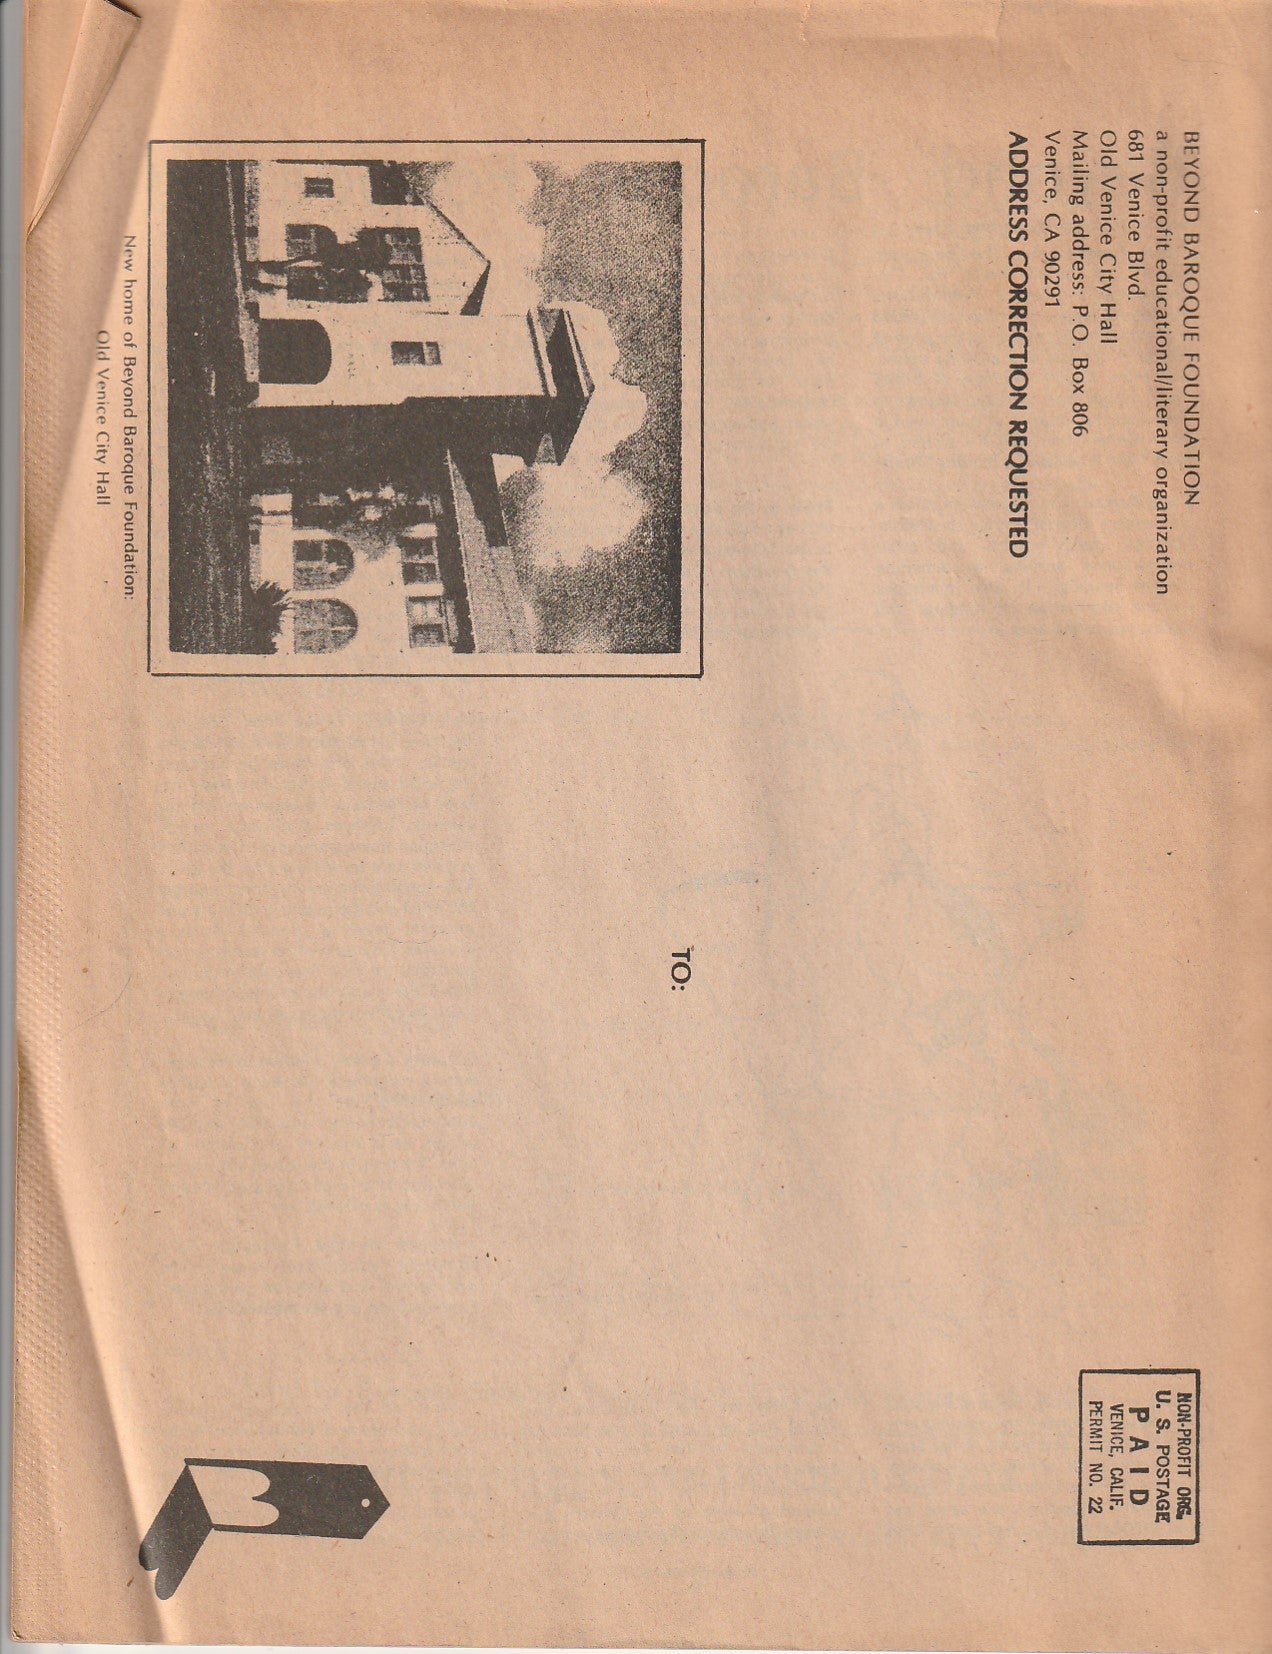 BEYOND BAROQUE FOUNDATION
a non-profit educational/literary organization
681 Venice Blvd.
Old Venice City Hall
Mailing address: P.O. Box 806
Venice, CA 90291
ADDRESS CORRECTION REQUESTED
NON-PROFIT ORG.
U. S. POSTAGE
PAID
VENICE, CALIF.
PERMIT NO. 22
TO:
New home of Beyond Baroque Foundation:
Old Venice City Hall